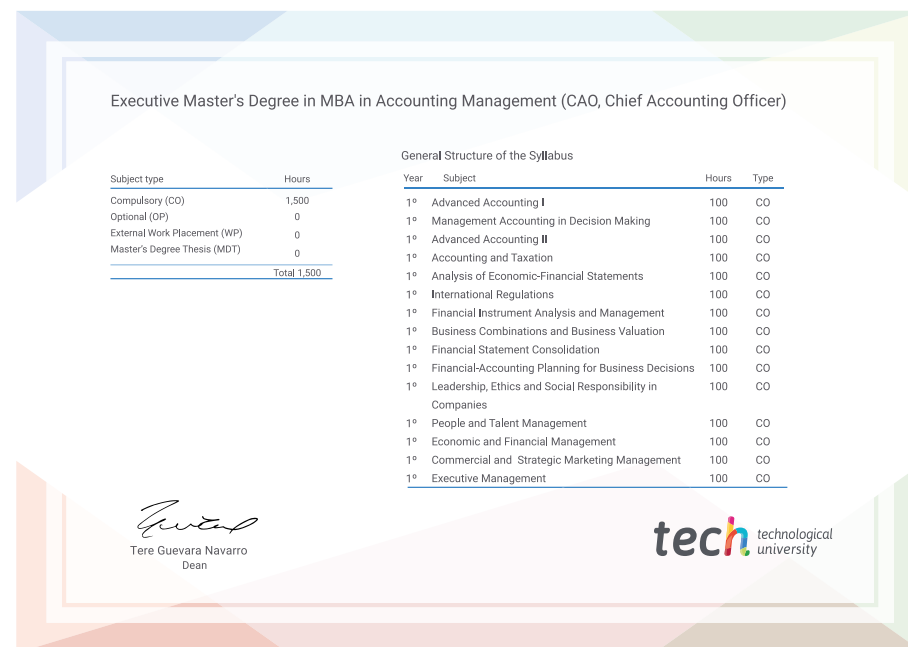 Executive Master's Degree in MBA in Accounting Management (CAO, Chief Accounting Officer)
Subject type Hours
Compulsory (CO) 1,500
Optional (OP) 0
External Work Placement (WP) 0
Master's Degree Thesis (MDT) 0
Total 1,500
General Structure of the Syllabus
Year Subject Hours Type
1º Advanced Accounting I 100 CO
1º Management Accounting in Decision Making 100 CO
1º Advanced Accounting II 100 CO
1º Accounting and Taxation 100 CO
1º Analysis of Economic-Financial Statements 100 CO
1º International Regulations 100 CO
1º Financial Instrument Analysis and Management 100 CO
1º Business Combinations and Business Valuation 100 CO
1º Financial Statement Consolidation 100 CO
1º Financial-Accounting Planning for Business Decisions 100 CO
1º Leadership, Ethics and Social Responsibility in 100 CO
Companies
1º People and Talent Management 100 CO
1º Economic and Financial Management 100 CO
1º Commercial and Strategic Marketing Management 100 CO
1º Executive Management 100 CO
Tere Guevara Navarro
Dean
tech technological
university